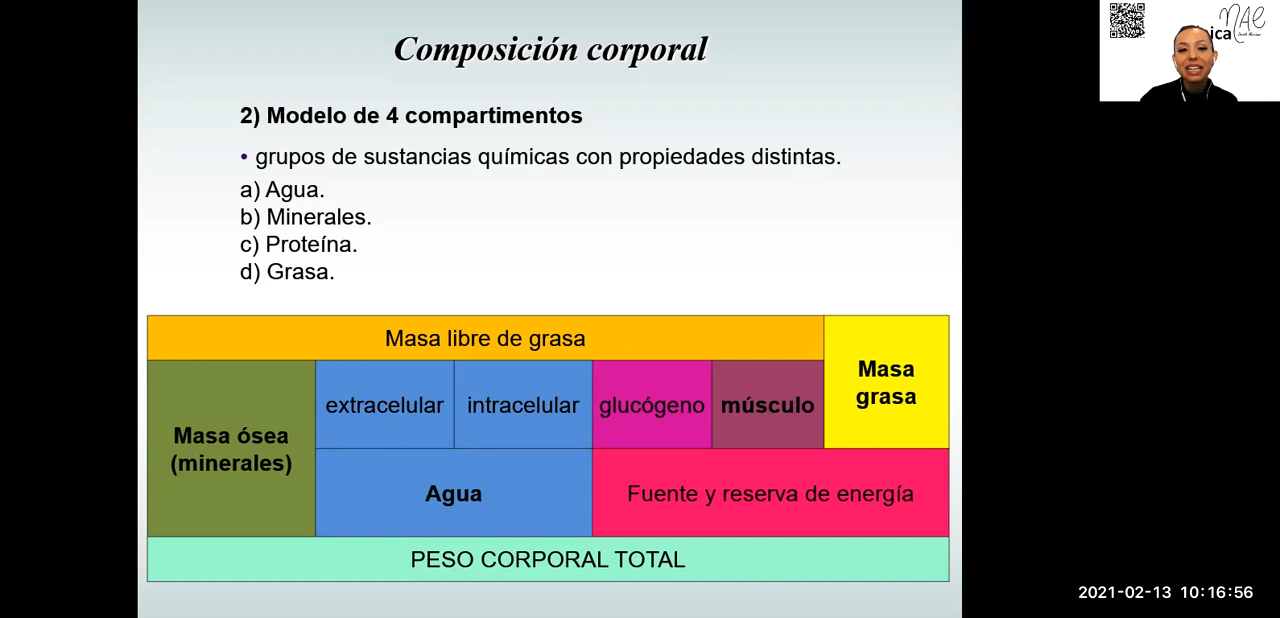 Composición corporal
2) Modelo de 4 compartimentos
• grupos de sustancias químicas con propiedades distintas.
a) Agua.
b) Minerales.
c) Proteína.
d) Grasa.
Masa libre de grasa
Masa
grasa
extracelular
intracelular
glucógeno
músculo
Masa ósea
(minerales)
Agua
Fuente y reserva de energía
PESO CORPORAL TOTAL
NAE
ica
2021-02-13 10:16:56